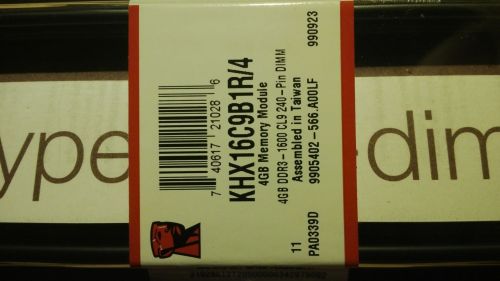 7 40617 21028 6
KHX16C9B1R/4
4GB Memory Module
4GB DDR3-1600 CL9 240-Pin DIMM
Assembled in Taiwan
9905402-566.A00LF 990923
11
PA0339D
ype dim